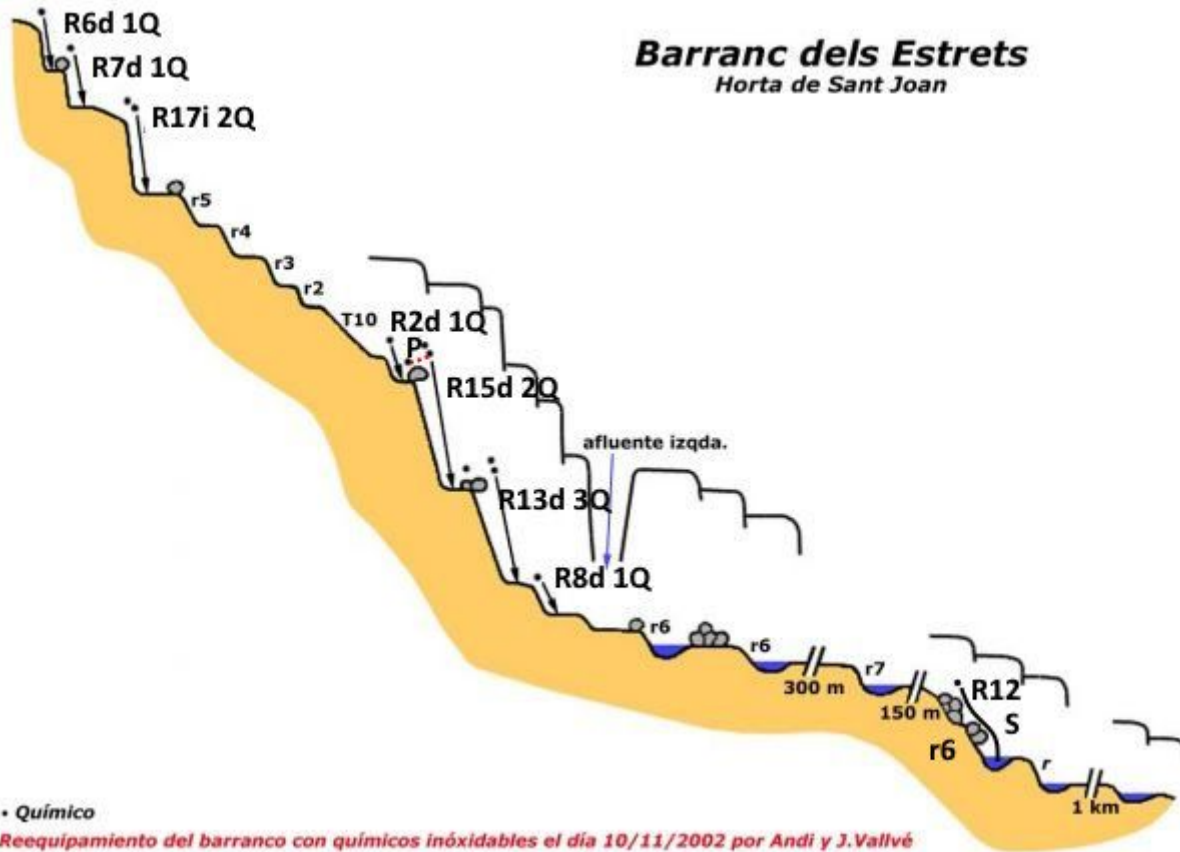 Barranc dels Estrets
Horta de Sant Joan
R6d 1Q
R7d 1Q
R17i 2Q
r5
r4
r3
r2
T10
R2d 1Q
P
R15d 2Q
afluente izqda.
R13d 3Q
R8d 1Q
r6
r6
300 m
r7
150 m
R12
S
r6
r
1 km
• Químico
Reequipamiento del barranco con químicos inóxidables el día 10/11/2002 por Andi y J.Vallvé